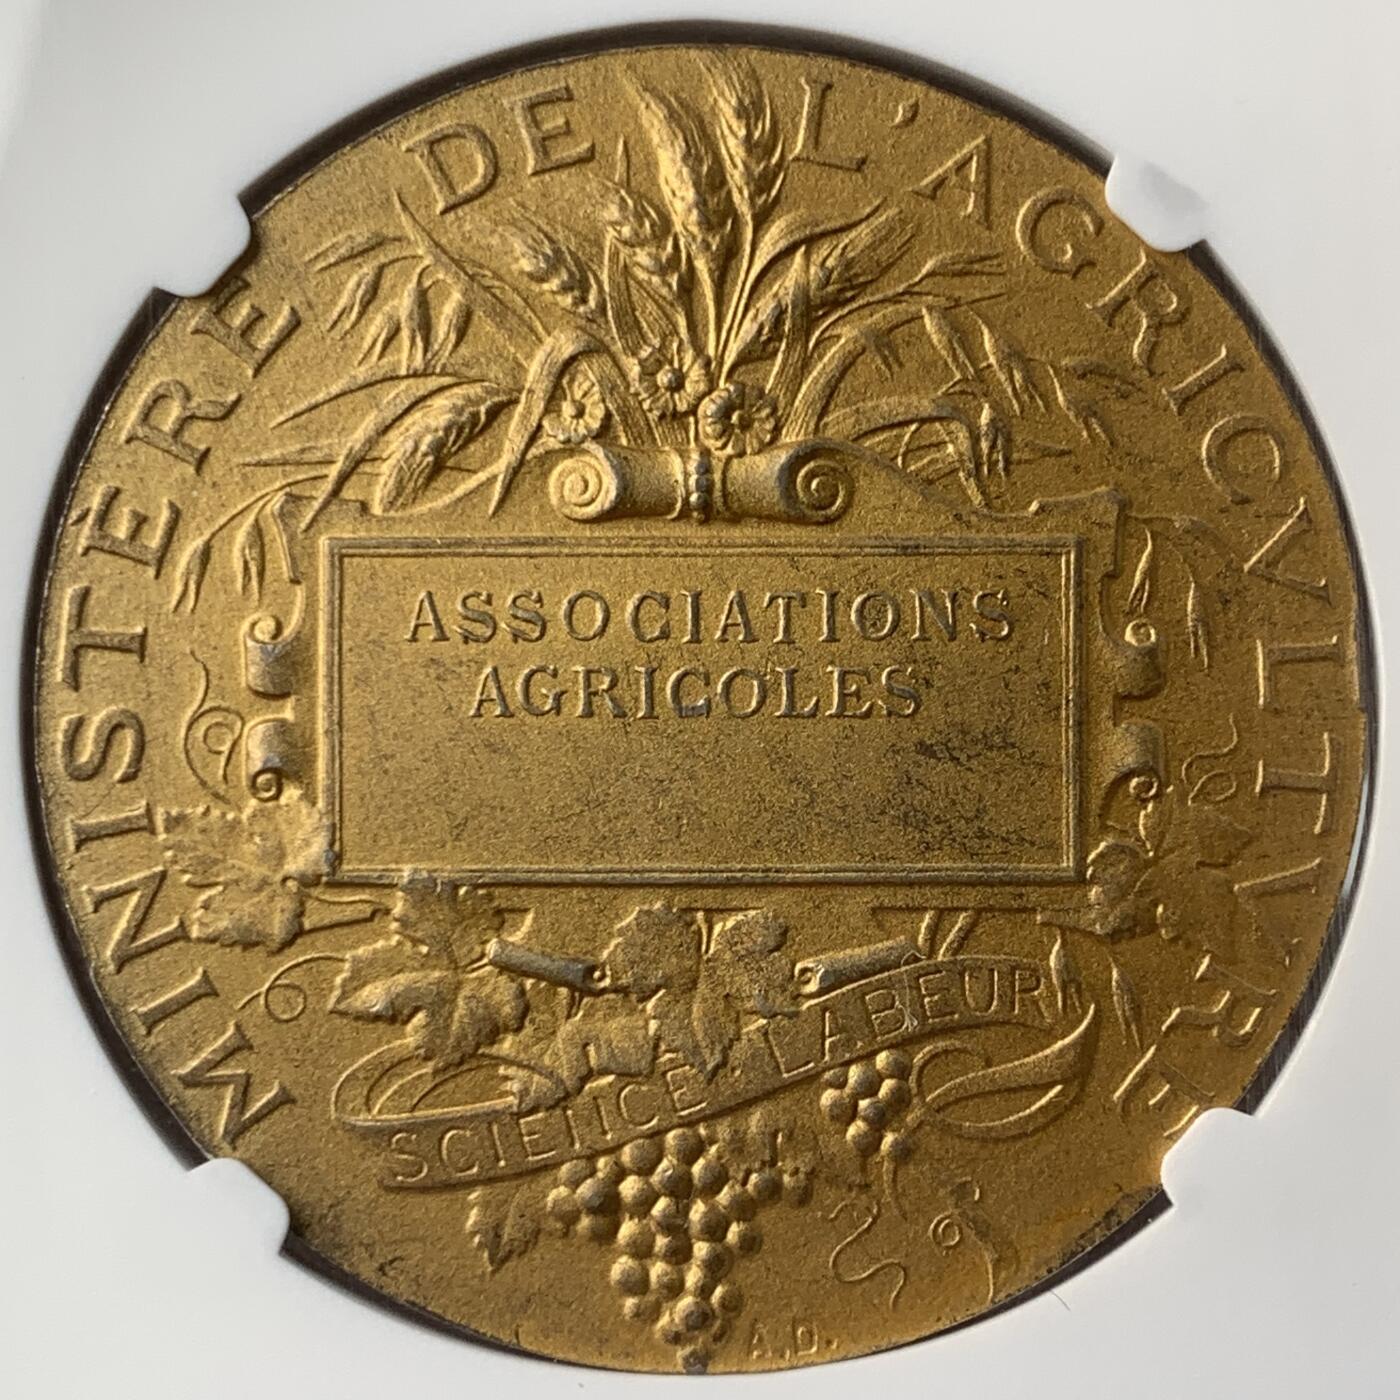 MINISTÈRE DE L'AGRICVLTVRE
ASSOCIATIONS
AGRICOLES
SCIENCE LABEUR
A.D.